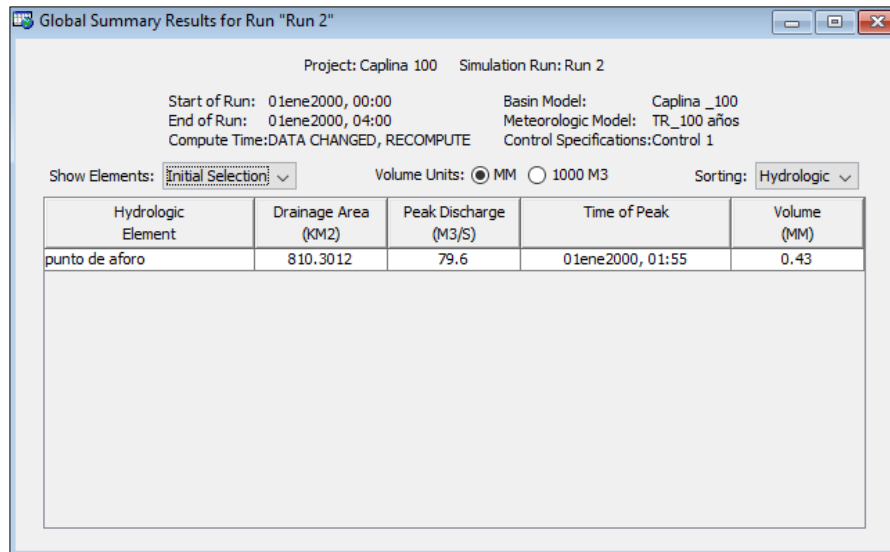 Global Summary Results for Run "Run 2"
Project: Caplina 100 Simulation Run: Run 2
Start of Run: 01ene2000, 00:00 Basin Model: Caplina _100
End of Run: 01ene2000, 04:00 Meteorologic Model: TR_100 años
Compute Time:DATA CHANGED, RECOMPUTE Control Specifications:Control 1
Show Elements: Initial Selection Volume Units: MM 1000 M3 Sorting: Hydrologic
Hydrologic Drainage Area Peak Discharge Time of Peak Volume
Element (KM2) (M3/S) (MM)
punto de aforo 810.3012 79.6 01ene2000, 01:55 0.43